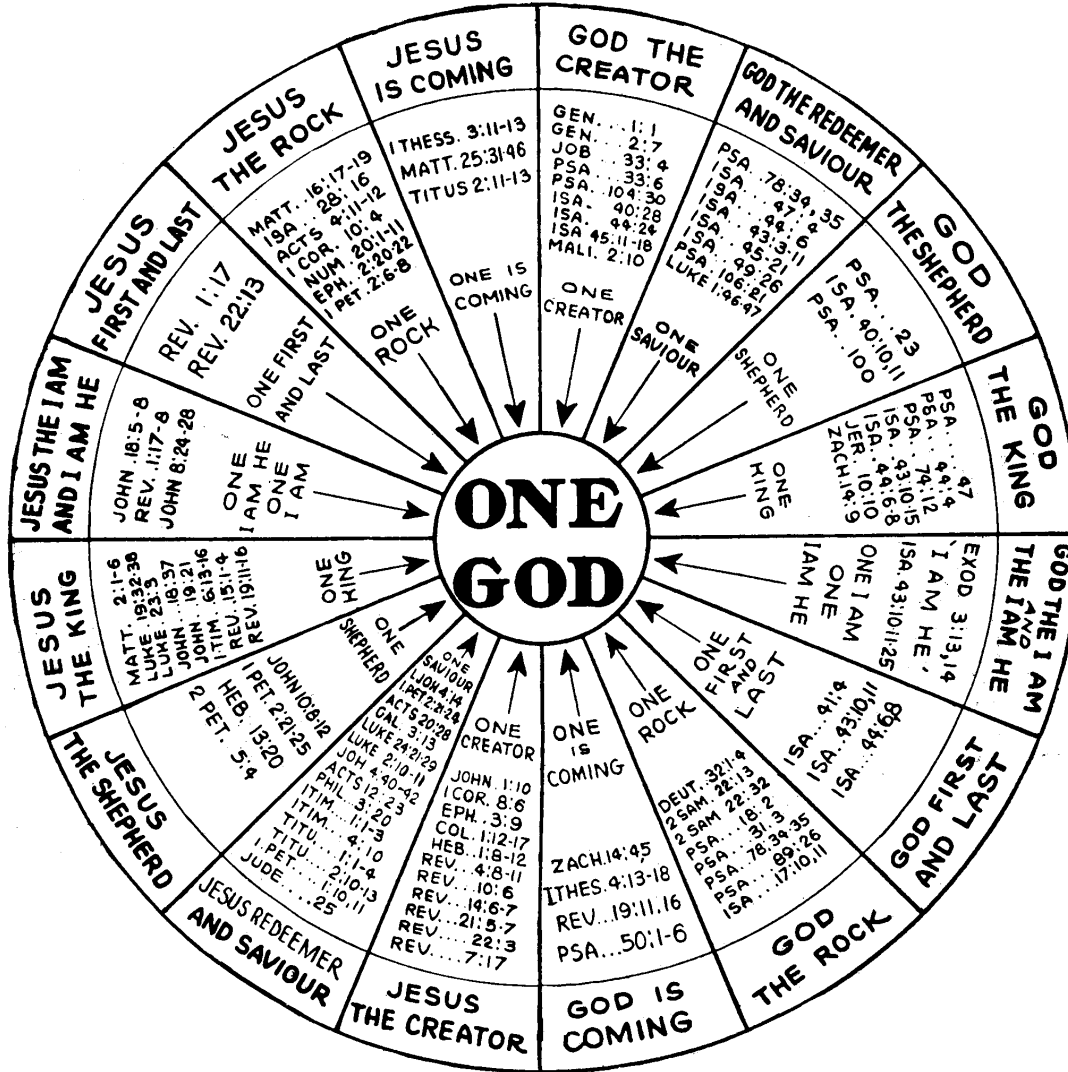 ONE
GOD
GOD THE
CREATOR
GEN... 1:1
GEN... 2:7
JOB ... 33:4
PSA ... 33:6
PSA. 104:30
ISA- 40:28
ISA. 44:24
ISA 45:11-18
MALI. 2:10
ONE
CREATOR
GOD THE REDEEMER
AND SAVIOUR
PSA. 78:34,35
ISA... 47:4
ISA... 44:6
ISA. 43:3,11
ISA... 45:21
ISA... 49:26
PSA. 106:21
LUKE 1:46-47
ONE
SAVIOUR
GOD
THE SHEPHERD
PSA... 23
ISA. 40:10,11
PSA... 100
ONE
SHEPHERD
GOD
THE KING
PSA.... 47
PSA... 44:4
PSA.. 74:12
ISA. 43:10,15
ISA. 44:6-8
JER. 10:10
ZACH.14:9
ONE
KING
GOD THE I AM
AND
THE I AM HE
EXOD 3:13,14
'I AM HE'
ISA 43:10-11-25
ONE I AM
ONE
I AM HE
GOD FIRST
AND LAST
ISA.. 41:4
ISA.. 43:10,11
ISA... 44:6,8
ONE
FIRST
AND
LAST
GOD
THE ROCK
DEUT. 32:1-4
2 SAM. 22:13
2 SAM 22:32
PSA... 18:2
PSA... 31:3
PSA. 78:34-35
PSA... 89:26
ISA... 17:10,11
ONE
ROCK
GOD IS
COMING
ONE
IS
COMING
ZACH.14:45
I THES. 4:13-18
REV...19:11,16
PSA...50:1-6
JESUS
THE CREATOR
ONE
CREATOR
JOHN. 1:10
1 COR. 8:6
EPH.. 3:9
COL. 1:12-17
HEB. 1:8-12
REV.. 4:8-11
REV... 10:6
REV.. 14:6-7
REV.. 21:5-7
REV.... 22:3
REV.... 7:17
JESUS REDEEMER
AND SAVIOUR
ONE
SAVIOUR
I.JOH 4:14
1.PET 2:21-24
ACTS 20:28
GAL. 3:13
LUKE 24:21-29
LUKE 2:10-11
JOH 4:40-42
ACTS 12,23
PHIL. 3:20
ITIM... 1:1-3
ITIM.... 4:10
TITU... 1:1-4
TITU... 2:10-13
1.PET... 1:10,11
JUDE....25
JESUS
THE SHEPHERD
ONE
SHEPHERD
JOHN 10:8-12
1 PET 2:21-25
HEB. 13:20
2 PET. 5:4
JESUS
THE KING
MATT. 2:1-6
LUKE 19:32-38
LUKE. 23:3
JOHN. 18:37
JOHN. 19:21
1 TIM. 6:13-16
REV. 15:1-4
REV. 19:11-16
ONE
KING
JESUS THE I AM
AND I AM HE
JOHN .18:5-8
REV. 1:17-8
JOHN 8:24-28
ONE
I AM HE
ONE
I AM
JESUS
FIRST AND LAST
REV. 1:17
REV. 22:13
ONE FIRST
AND LAST
JESUS
THE ROCK
MATT. 16:17-19
ISA . 28:16
ACTS 4:11-12
1 COR. 10:4
NUM. 20:1-11
EPH. 2:20-22
1 PET. 2:6-8
ONE
ROCK
JESUS
IS COMING
1 THESS. 3:11-13
MATT. 25:31-46
TITUS 2:11-13
ONE IS
COMING